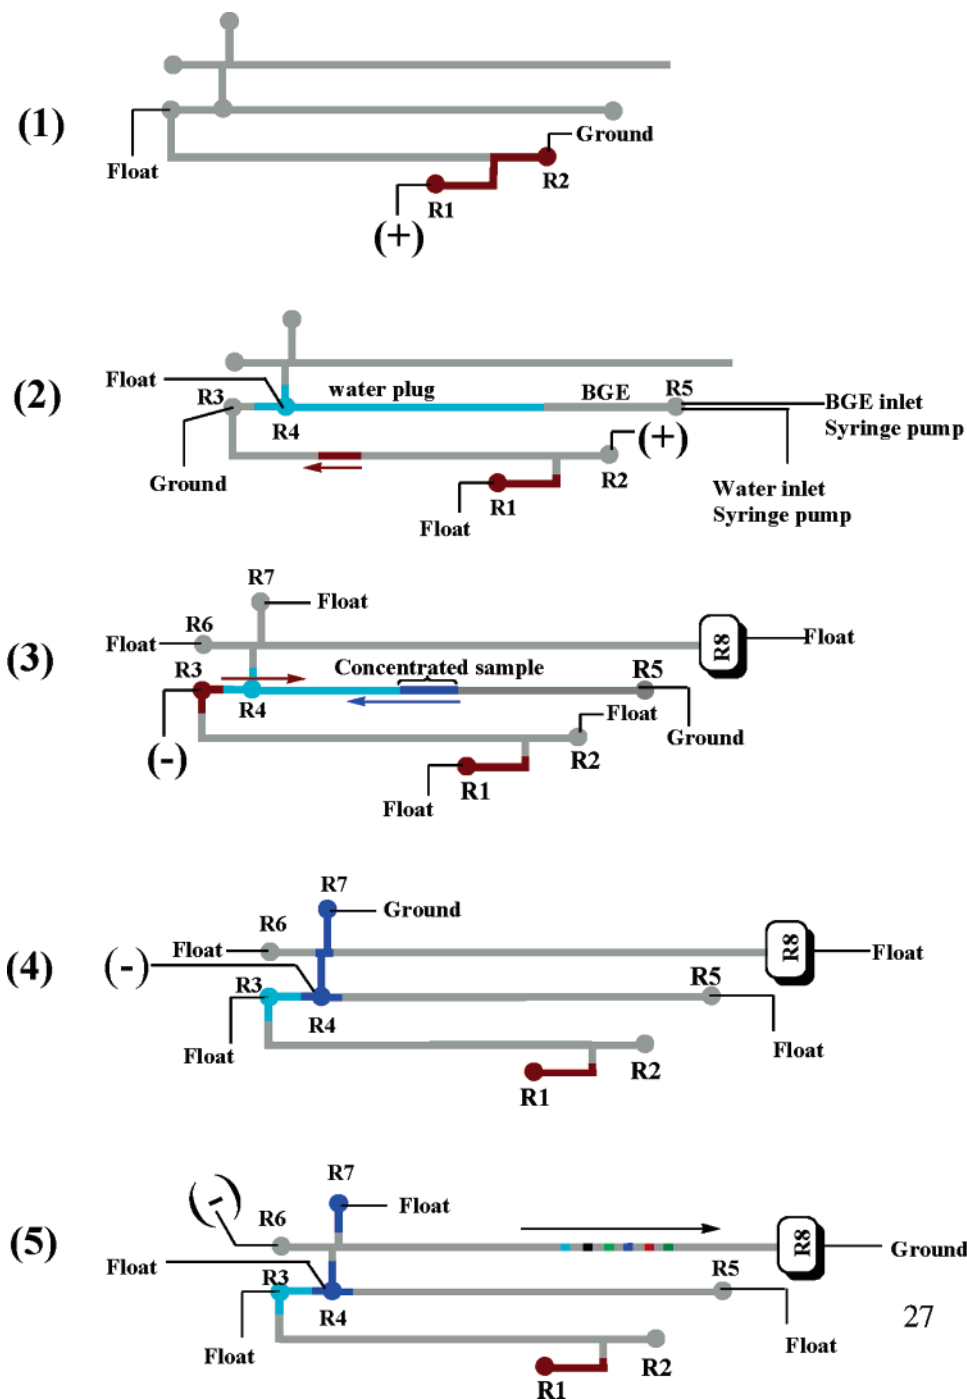 (1)
Float
Ground
R2
R1
(+)
(2)
Float
R3
water plug
BGE
R5
BGE inlet
Syringe pump
R4
(+)
Ground
R2
R1
Float
Water inlet
Syringe pump
(3)
R7
Float
R6
Float
R8
Float
R3
Concentrated sample
R5
R4
Float
Ground
(-)
R2
R1
Float
(4)
R7
Ground
R6
Float
R8
Float
(-)
R3
R5
R4
Float
Float
R2
R1
(5)
R7
(-)
R6
Float
R8
Ground
Float
R3
R5
R4
27
Float
Float
R2
R1